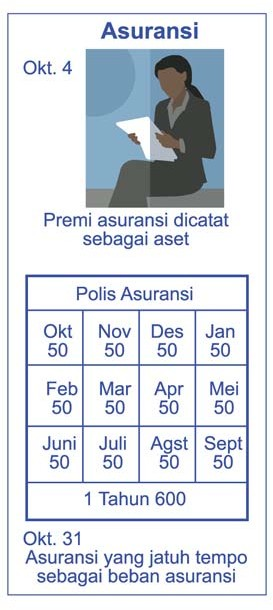 Asuransi
Okt. 4
Premi asuransi dicatat
sebagai aset
Polis Asuransi
Okt Nov Des Jan
50 50 50 50
Feb Mar Apr Mei
50 50 50 50
Juni Juli Agst Sept
50 50 50 50
1 Tahun 600
Okt. 31
Asuransi yang jatuh tempo
sebagai beban asuransi